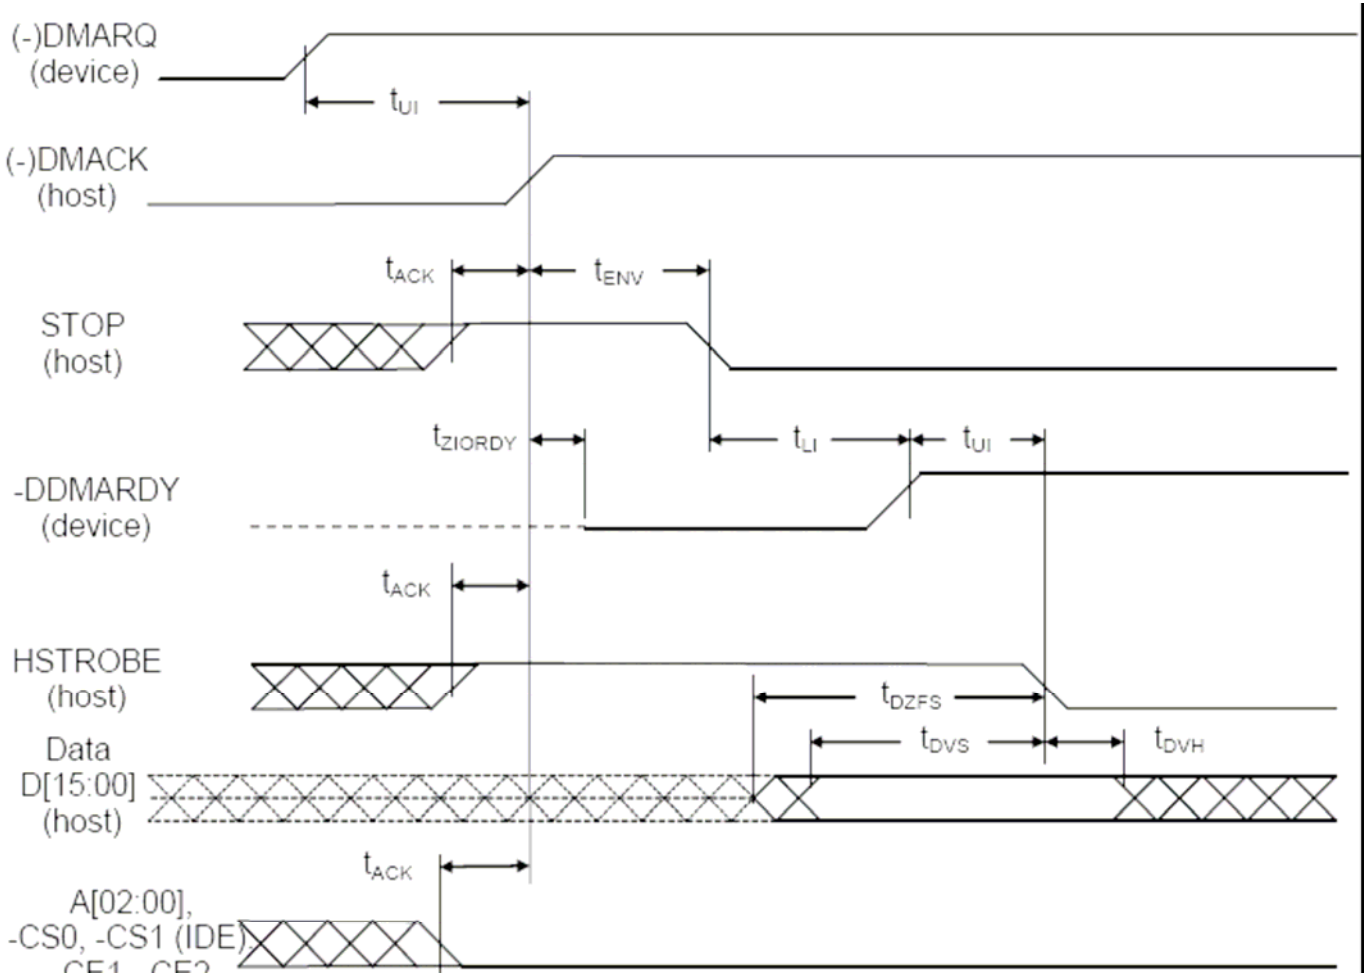 (-)DMARQ
(device)
tUI
(-)DMACK
(host)
tACK
tENV
STOP
(host)
tZIORDY
tLI
tUI
-DDMARDY
(device)
tACK
HSTROBE
(host)
tDZFS
Data
tDVS
tDVH
D[15:00]
(host)
tACK
A[02:00],
-CS0, -CS1 (IDE)